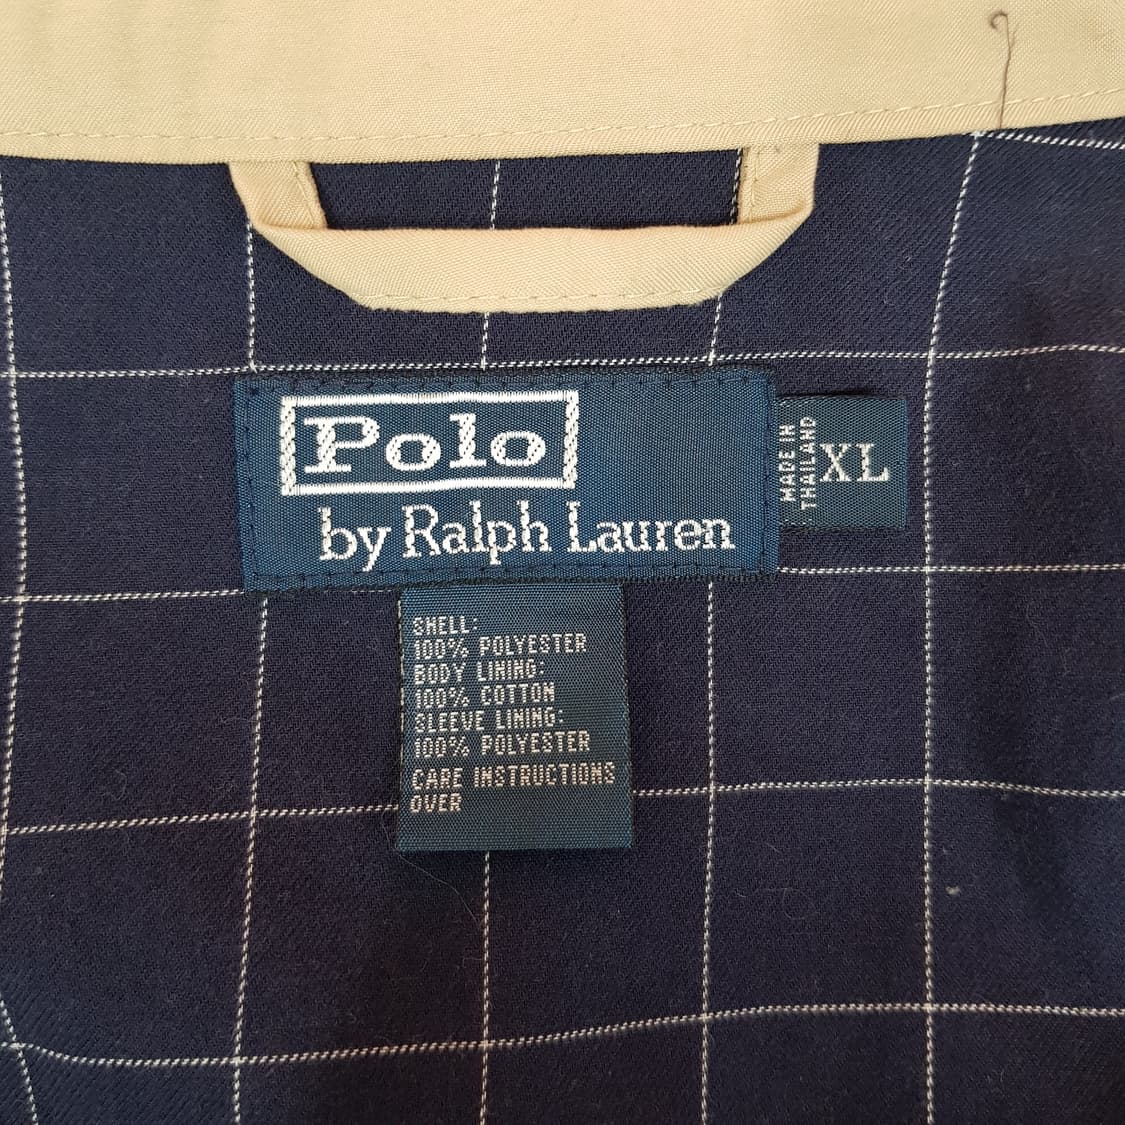 Polo
by Ralph Lauren
MADE IN
THAILAND
XL
SHELL:
100% POLYESTER
BODY LINING:
100% COTTON
SLEEVE LINING:
100% POLYESTER
CARE INSTRUCTIONS
OVER